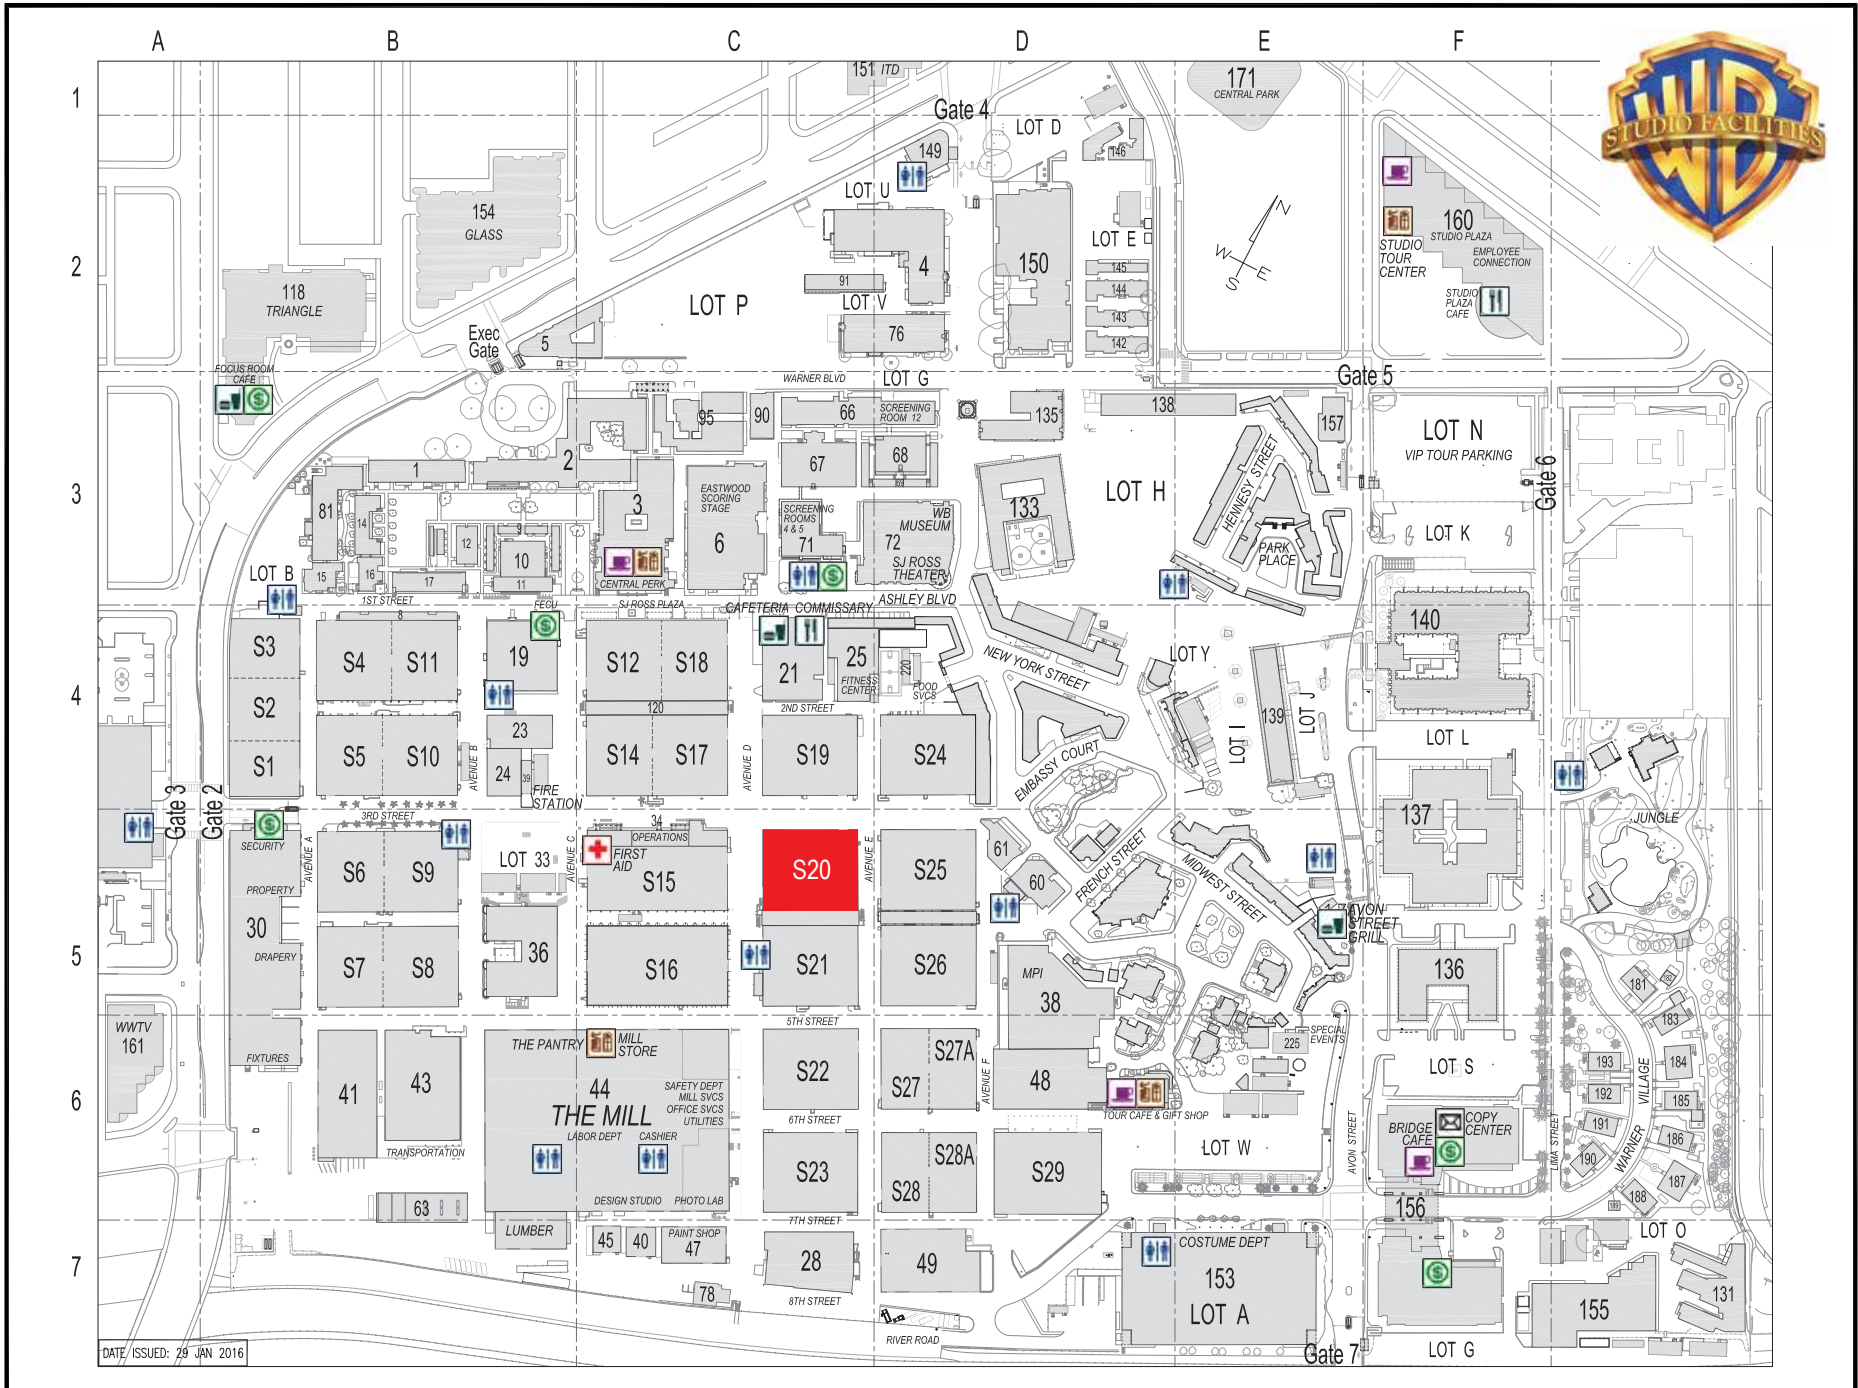 A B C D E F
1
2
3
4
5
6
7
STUDIO FACILITIES
151 ITD
171
CENTRAL PARK
Gate 4
LOT D
149
146
LOT U
154
GLASS
160
STUDIO PLAZA
EMPLOYEE
CONNECTION
STUDIO
TOUR
CENTER
STUDIO
PLAZA
CAFE
N
W
E
S
LOT E
150
4
145
144
143
142
91
LOT V
76
LOT P
118
TRIANGLE
Exec
Gate
5
FOCUS ROOM
CAFE
WARNER BLVD
LOT G
Gate 5
95
90
66
SCREENING
ROOM 12
135
138
157
LOT N
VIP TOUR PARKING
Gate 6
1
2
67
68
99
HENNESY STREET
LOT H
81
14
3
EASTWOOD
SCORING
STAGE
6
SCREENING
ROOMS
4 & 5
71
WB
MUSEUM
72
SJ ROSS
THEATER
133
PARK
PLACE
LOT K
9
12
10
11
15
16
17
LOT B
1ST STREET
FECU
CENTRAL PERK
SJ ROSS PLAZA
CAFETERIA COMMISSARY
ASHLEY BLVD
8
S3
S4
S11
19
S12
S18
21
25
FITNESS
CENTER
220
FOOD
SVCS
NEW YORK STREET
LOT Y
140
S2
120
2ND STREET
S1
S5
S10
AVENUE B
23
24
39
FIRE
STATION
S14
S17
AVENUE D
S19
S24
EMBASSY COURT
LOT I
139
LOT J
LOT L
Gate 3
Gate 2
3RD STREET
SECURITY
AVENUE A
S6
S9
LOT 33
AVENUE C
34
OPERATIONS
FIRST
AID
S15
S20
AVENUE E
S25
61
60
FRENCH STREET
MIDWEST STREET
137
JUNGLE
PROPERTY
30
DRAPERY
AVON
STREET
GRILL
S7
S8
36
S16
S21
S26
MPI
38
136
181
182
183
5TH STREET
WWTV
161
FIXTURES
41
43
THE PANTRY
MILL
STORE
44
THE MILL
SAFETY DEPT
MILL SVCS
OFFICE SVCS
UTILITIES
LABOR DEPT
CASHIER
TRANSPORTATION
DESIGN STUDIO
PHOTO LAB
S22
S27A
S27
AVENUE F
48
225
SPECIAL
EVENTS
LOT S
193
184
192
185
191
186
190
187
188
189
WARNER
VILLAGE
6TH STREET
TOUR CAFE & GIFT SHOP
LOT W
AVON STREET
BRIDGE
CAFE
COPY
CENTER
LIMA STREET
S23
S28A
S28
S29
63
LUMBER
7TH STREET
156
LOT O
45
40
PAINT SHOP
47
28
49
COSTUME DEPT
153
LOT A
155
131
78
8TH STREET
RIVER ROAD
Gate 7
LOT G
DATE ISSUED: 29 JAN 2016